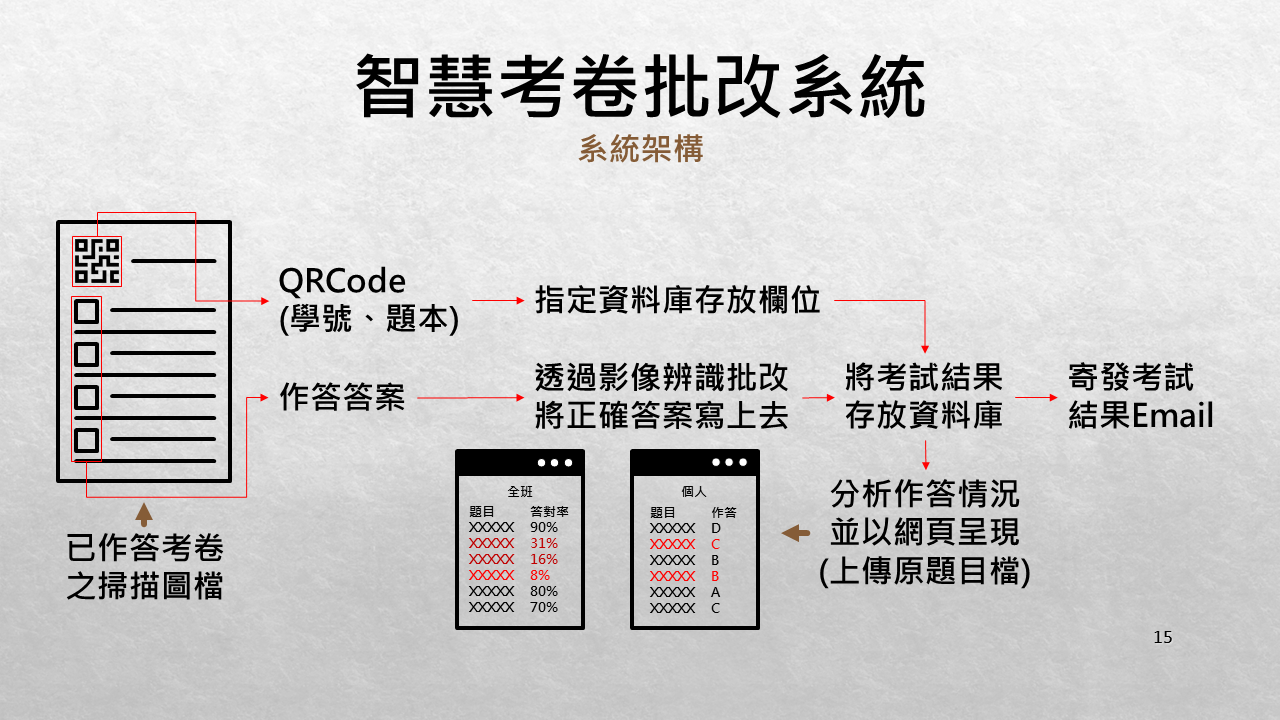 智慧考卷批改系統
系統架構
QRCode
(學號、題本)
指定資料庫存放欄位
作答答案
透過影像辨識批改
將正確答案寫上去
將考試結果
存放資料庫
寄發考試
結果Email
已作答考卷
之掃描圖檔
全班
題目 答對率
XXXXX 90%
XXXXX 31%
XXXXX 16%
XXXXX 8%
XXXXX 80%
XXXXX 70%
個人
題目 作答
XXXXX D
XXXXX C
XXXXX B
XXXXX B
XXXXX A
XXXXX C
分析作答情況
並以網頁呈現
(上傳原題目檔)
15